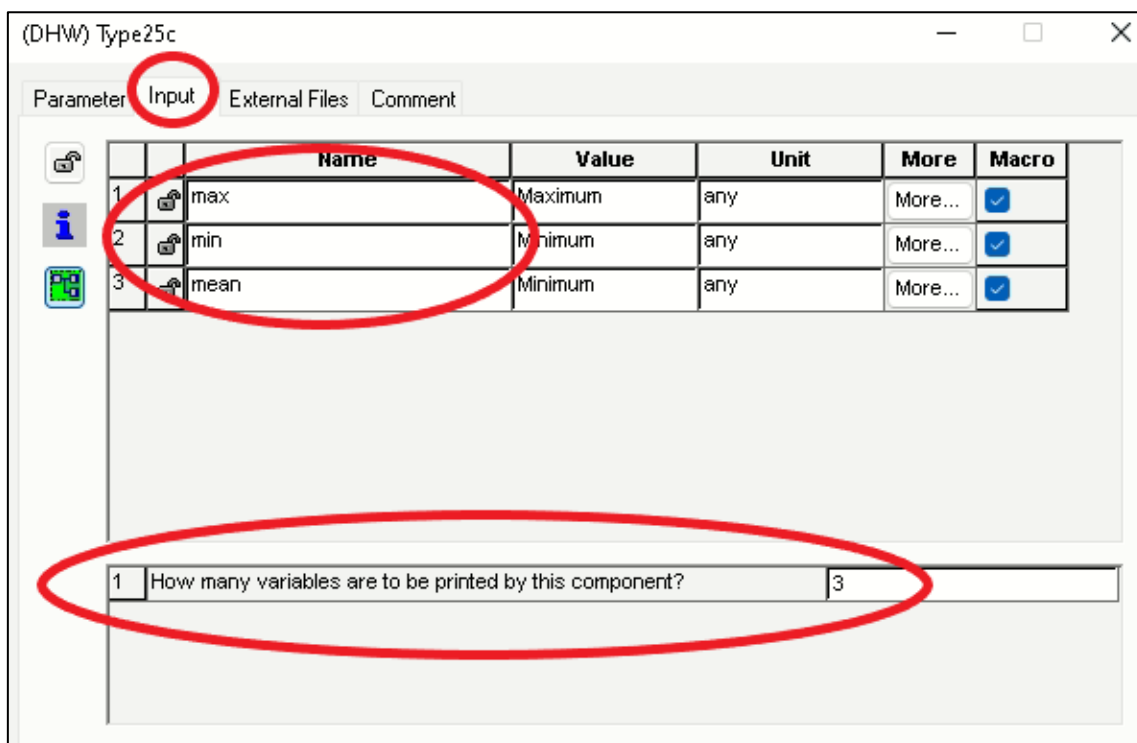 (DHW) Type25c
Parameter Input External Files Comment
Name Value Unit More Macro
1 max Maximum any More...
2 min Minimum any More...
3 mean Minimum any More...
1 How many variables are to be printed by this component? 3